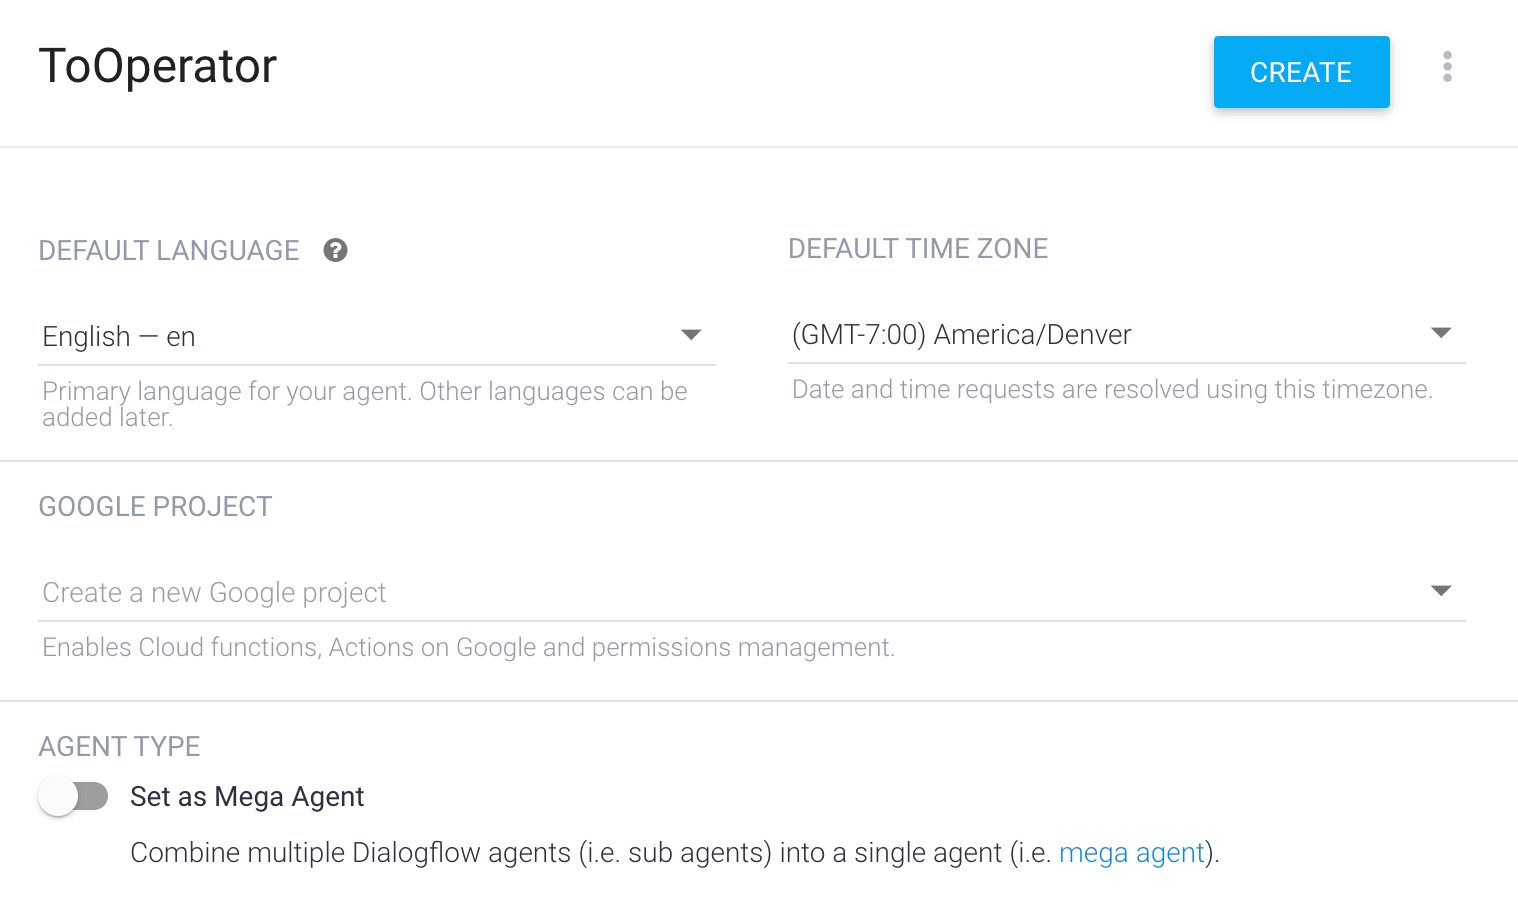 ToOperator
CREATE
DEFAULT LANGUAGE
DEFAULT TIME ZONE
English — en
(GMT-7:00) America/Denver
Primary language for your agent. Other languages can be
added later.
Date and time requests are resolved using this timezone.
GOOGLE PROJECT
Create a new Google project
Enables Cloud functions, Actions on Google and permissions management.
AGENT TYPE
Set as Mega Agent
Combine multiple Dialogflow agents (i.e. sub agents) into a single agent (i.e. mega agent).